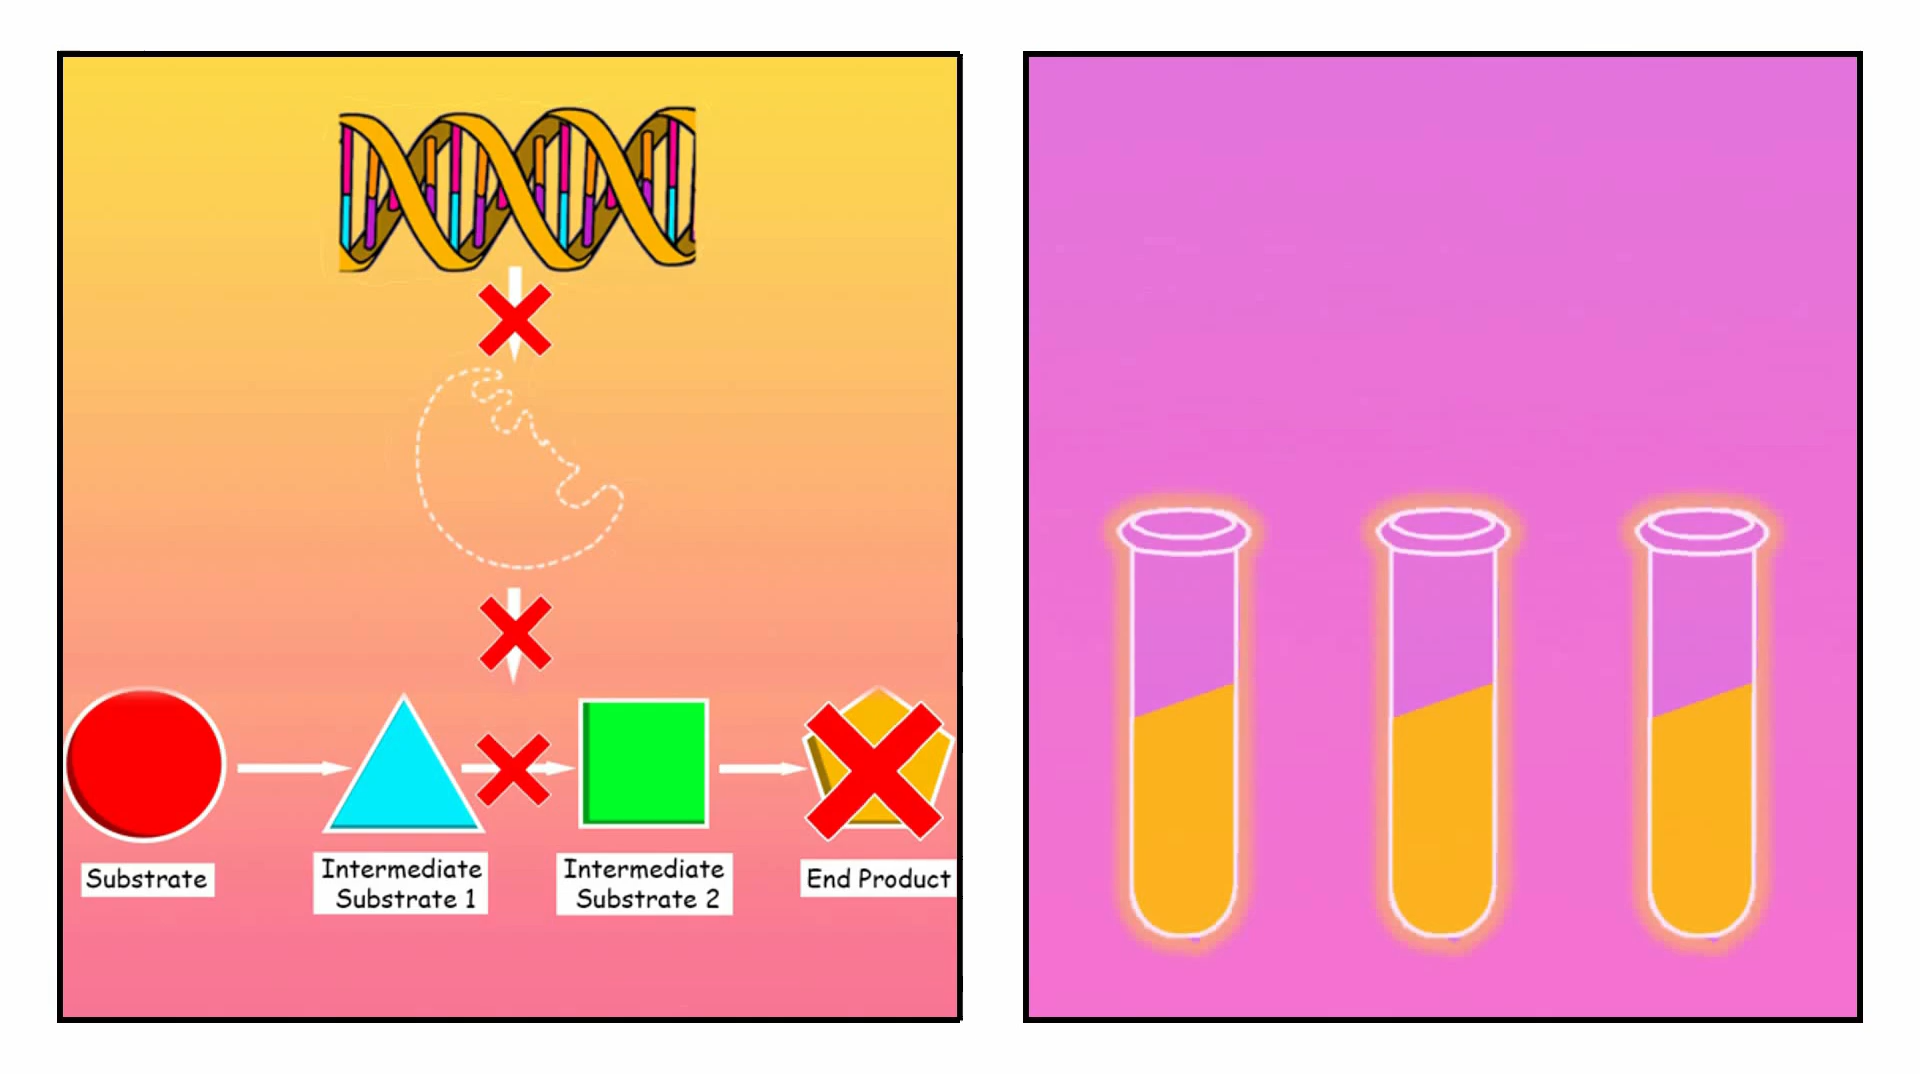 Substrate
Intermediate
Substrate 1
Intermediate
Substrate 2
End Product